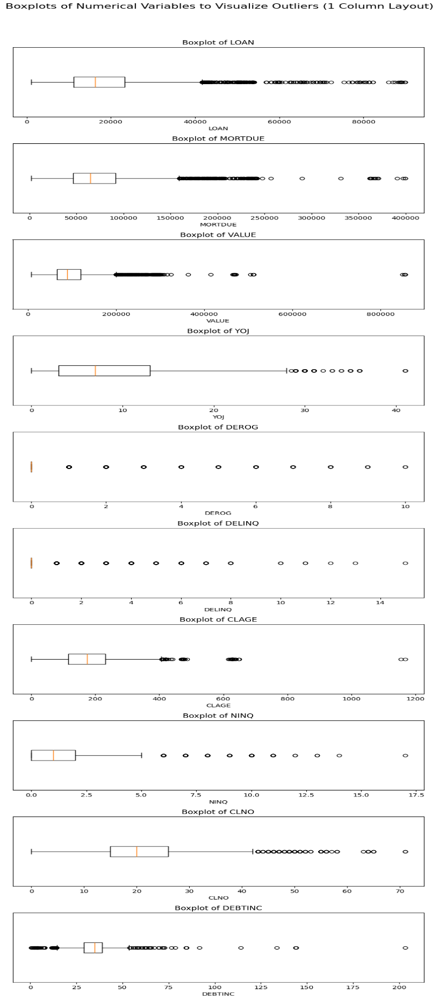 Boxplots of Numerical Variables to Visualize Outliers (1 Column Layout)
Boxplot of LOAN
0 20000 40000 60000 80000
LOAN
Boxplot of MORTDUE
0 50000 100000 150000 200000 250000 300000 350000 400000
MORTDUE
Boxplot of VALUE
0 200000 400000 600000 800000
VALUE
Boxplot of YOJ
0 10 20 30 40
YOJ
Boxplot of DEROG
0 2 4 6 8 10
DEROG
Boxplot of DELINQ
0 2 4 6 8 10 12 14
DELINQ
Boxplot of CLAGE
0 200 400 600 800 1000 1200
CLAGE
Boxplot of NINQ
0.0 2.5 5.0 7.5 10.0 12.5 15.0 17.5
NINQ
Boxplot of CLNO
0 10 20 30 40 50 60 70
CLNO
Boxplot of DEBTINC
0 25 50 75 100 125 150 175 200
DEBTINC